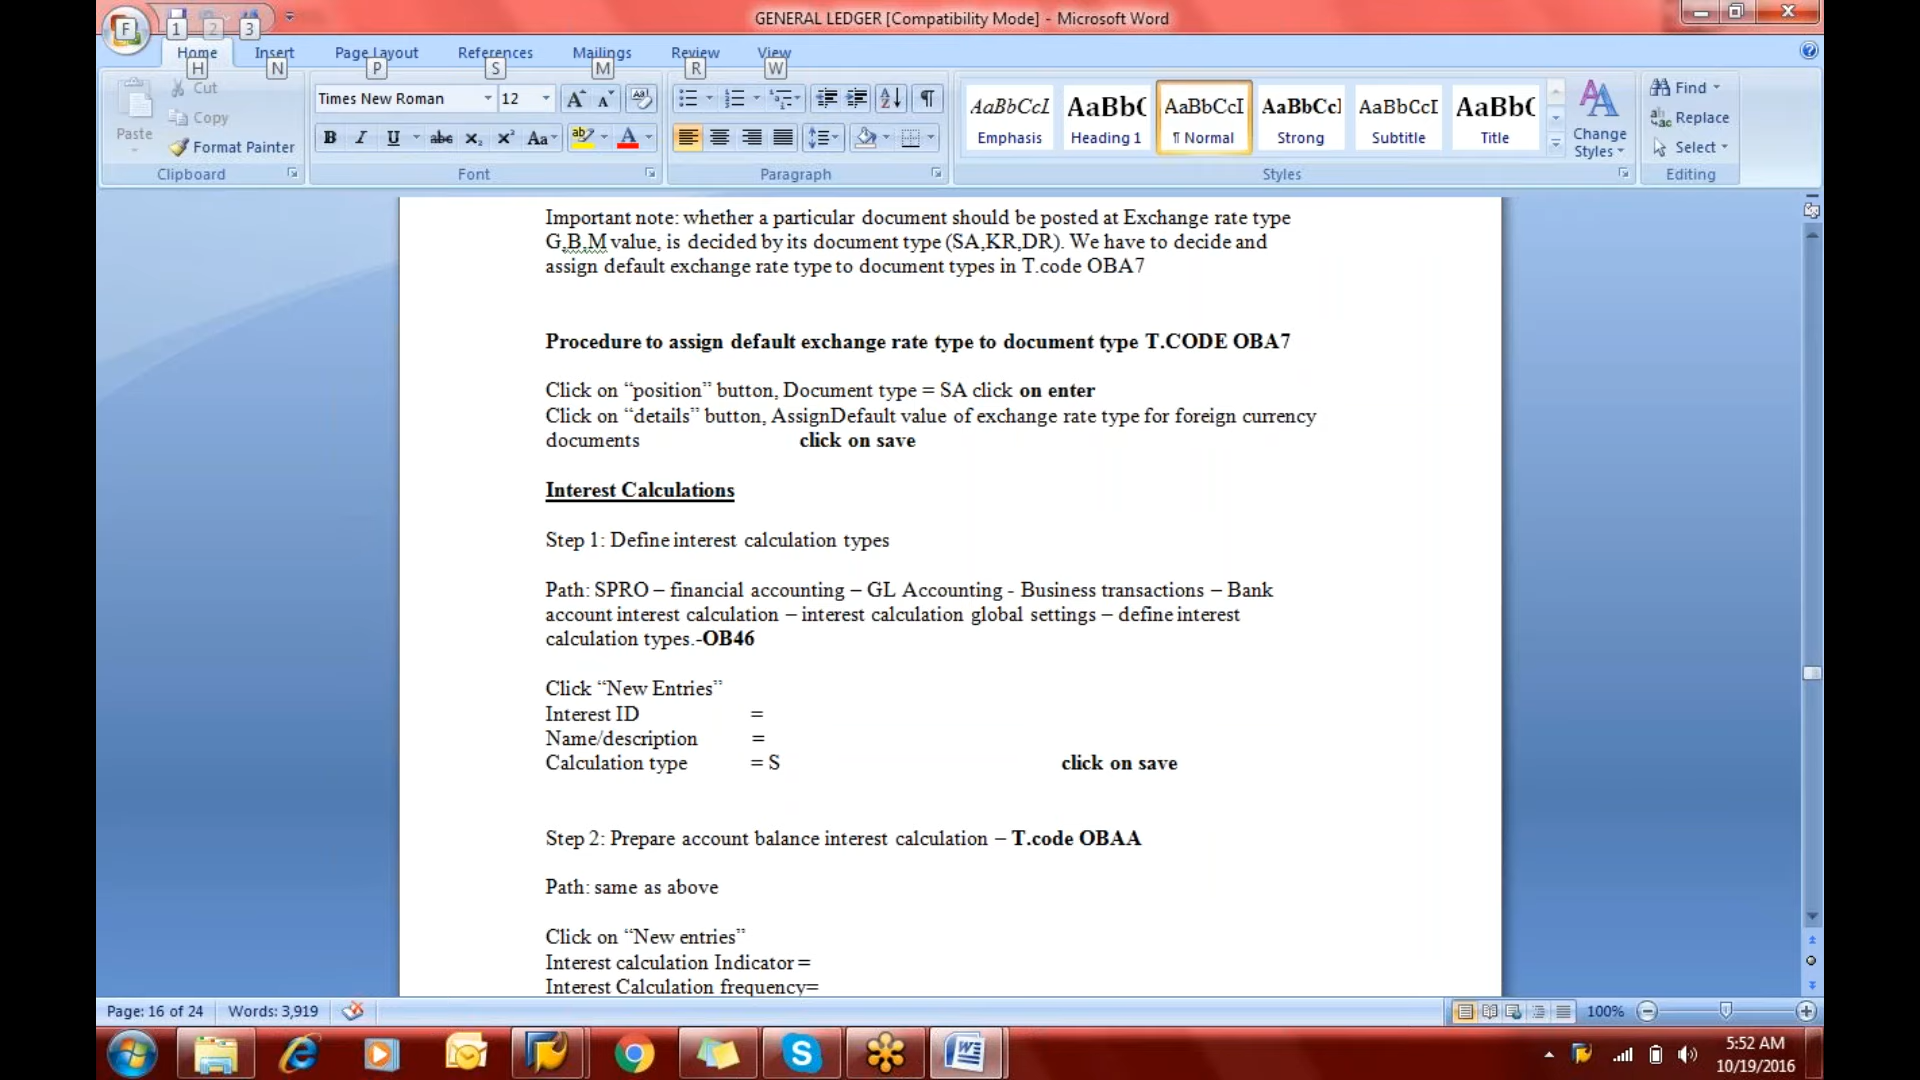 GENERAL LEDGER [Compatibility Mode] - Microsoft Word
F 1 2 3
Home Insert Page Layout References Mailings Review View
H N P S M R W
Paste
Cut
Copy
Format Painter
Clipboard
Times New Roman 12
Font
Paragraph
AaBbCcI AaBbC AaBbCcI AaBbCcI AaBbCcI AaBbC
Emphasis Heading 1 ¶ Normal Strong Subtitle Title
Change Styles
Styles
Find
Replace
Select
Editing
Important note: whether a particular document should be posted at Exchange rate type
G,B,M value, is decided by its document type (SA,KR,DR). We have to decide and
assign default exchange rate type to document types in T.code OBA7
Procedure to assign default exchange rate type to document type T.CODE OBA7
Click on “position” button, Document type = SA click on enter
Click on “details” button, AssignDefault value of exchange rate type for foreign currency
documents click on save
Interest Calculations
Step 1: Define interest calculation types
Path: SPRO – financial accounting – GL Accounting - Business transactions – Bank
account interest calculation – interest calculation global settings – define interest
calculation types.-OB46
Click “New Entries”
Interest ID =
Name/description =
Calculation type = S click on save
Step 2: Prepare account balance interest calculation – T.code OBAA
Path: same as above
Click on “New entries”
Interest calculation Indicator =
Interest Calculation frequency=
Page: 16 of 24 Words: 3,919 100%
5:52 AM
10/19/2016